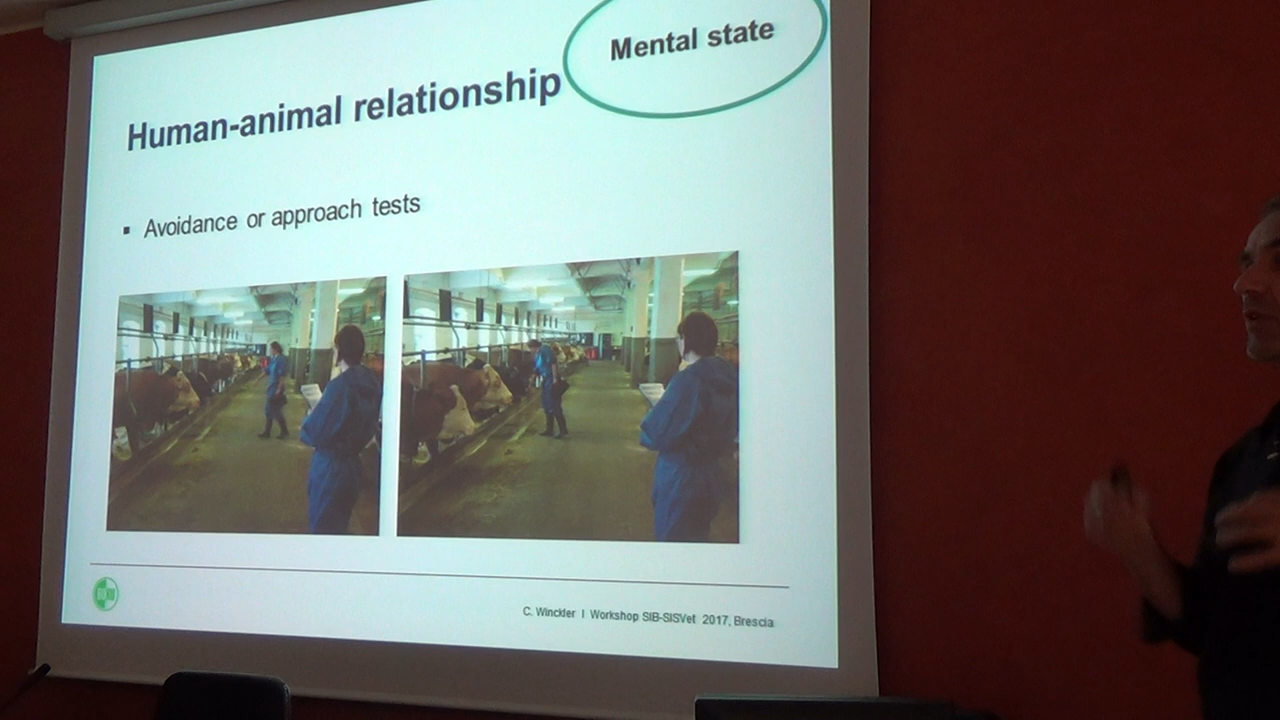 Mental state
Human-animal relationship
▪ Avoidance or approach tests
C. Winckler I Workshop SIB-SISVet 2017, Brescia